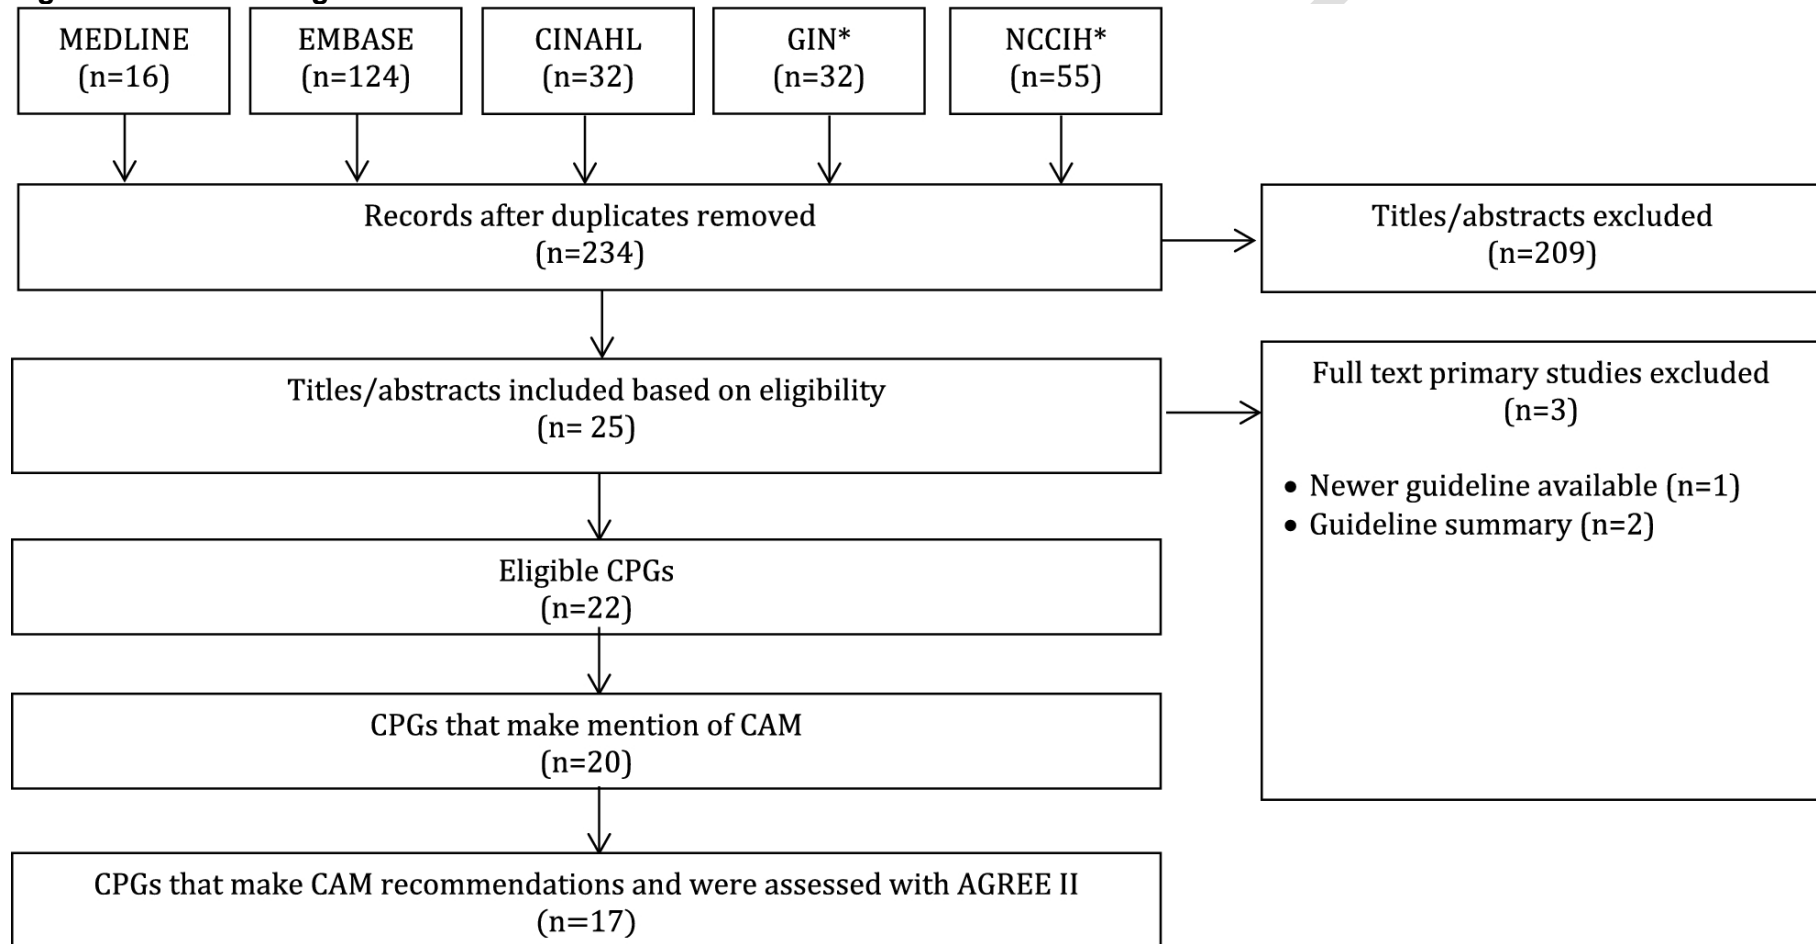 MEDLINE
(n=16)
EMBASE
(n=124)
CINAHL
(n=32)
GIN*
(n=32)
NCCIH*
(n=55)
Records after duplicates removed
(n=234)
Titles/abstracts excluded
(n=209)
Titles/abstracts included based on eligibility
(n= 25)
Full text primary studies excluded
(n=3)
• Newer guideline available (n=1)
• Guideline summary (n=2)
Eligible CPGs
(n=22)
CPGs that make mention of CAM
(n=20)
CPGs that make CAM recommendations and were assessed with AGREE II
(n=17)